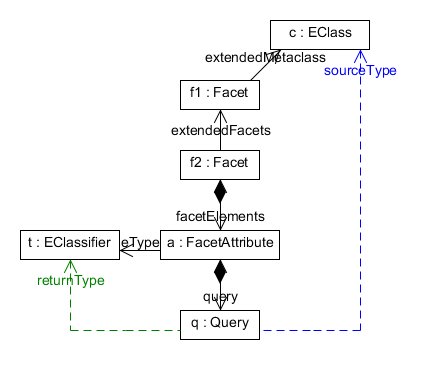 c : EClass
extendedMetaclass
sourceType
f1 : Facet
extendedFacets
f2 : Facet
facetElements
t : EClassifier
eType
a : FacetAttribute
returnType
query
q : Query